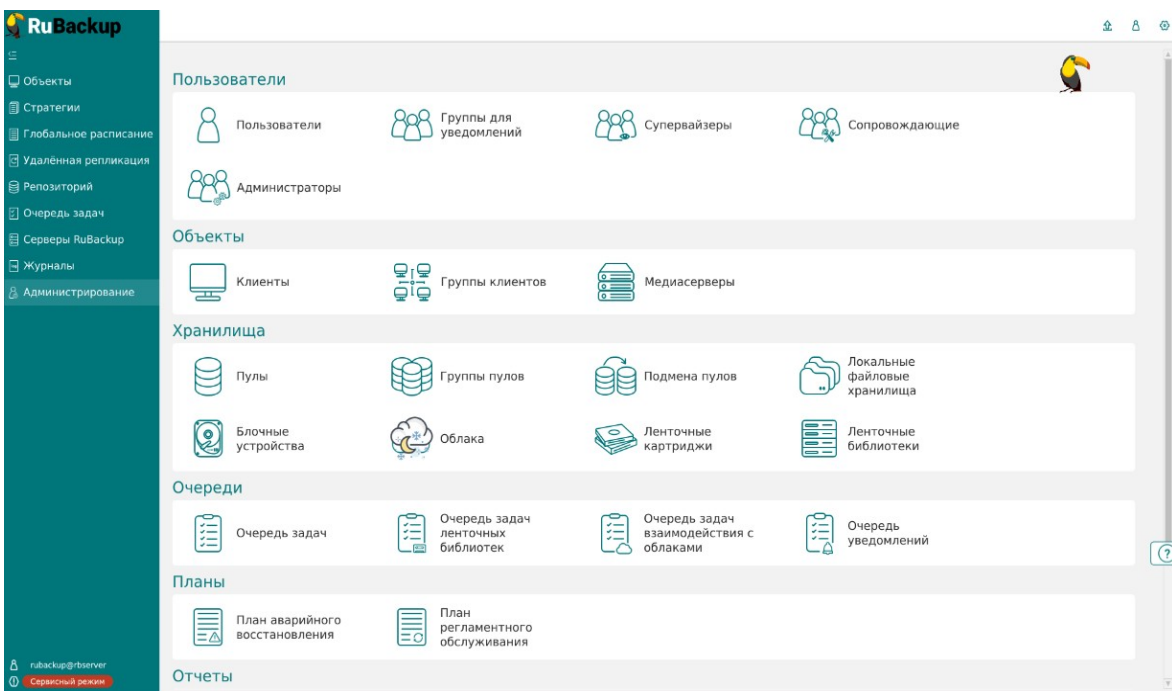 RuBackup
Объекты
Стратегии
Глобальное расписание
Удалённая репликация
Репозиторий
Очередь задач
Серверы RuBackup
Журналы
Администрирование
rubackup@rbserver
Сервисный режим
Пользователи
Пользователи
Группы для
уведомлений
Супервайзеры
Сопровождающие
Администраторы
Объекты
Клиенты
Группы клиентов
Медиасерверы
Хранилища
Пулы
Группы пулов
Подмена пулов
Локальные
файловые
хранилища
Блочные
устройства
Облака
Ленточные
картриджи
Ленточные
библиотеки
Очереди
Очередь задач
Очередь задач
ленточных
библиотек
Очередь задач
взаимодействия с
облаками
Очередь
уведомлений
Планы
План аварийного
восстановления
План
регламентного
обслуживания
Отчеты